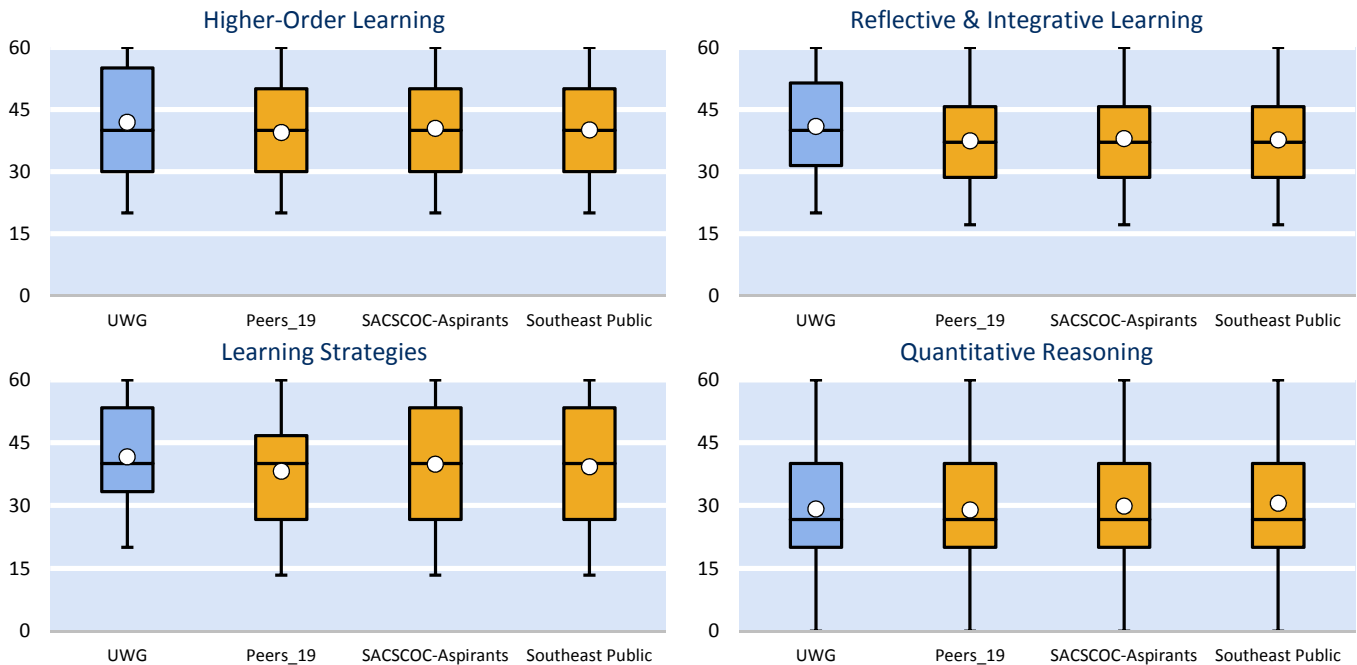 Higher-Order Learning
60
45
30
15
0
UWG Peers_19 SACSCOC-Aspirants Southeast Public
Reflective & Integrative Learning
60
45
30
15
0
UWG Peers_19 SACSCOC-Aspirants Southeast Public
Learning Strategies
60
45
30
15
0
UWG Peers_19 SACSCOC-Aspirants Southeast Public
Quantitative Reasoning
60
45
30
15
0
UWG Peers_19 SACSCOC-Aspirants Southeast Public